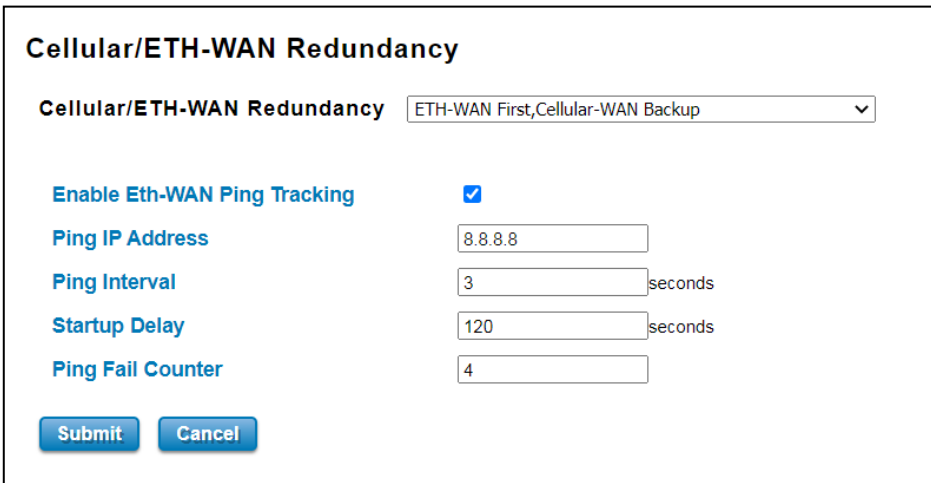 Cellular/ETH-WAN Redundancy
Cellular/ETH-WAN Redundancy ETH-WAN First,Cellular-WAN Backup
Enable Eth-WAN Ping Tracking
Ping IP Address 8.8.8.8
Ping Interval 3 seconds
Startup Delay 120 seconds
Ping Fail Counter 4
Submit Cancel